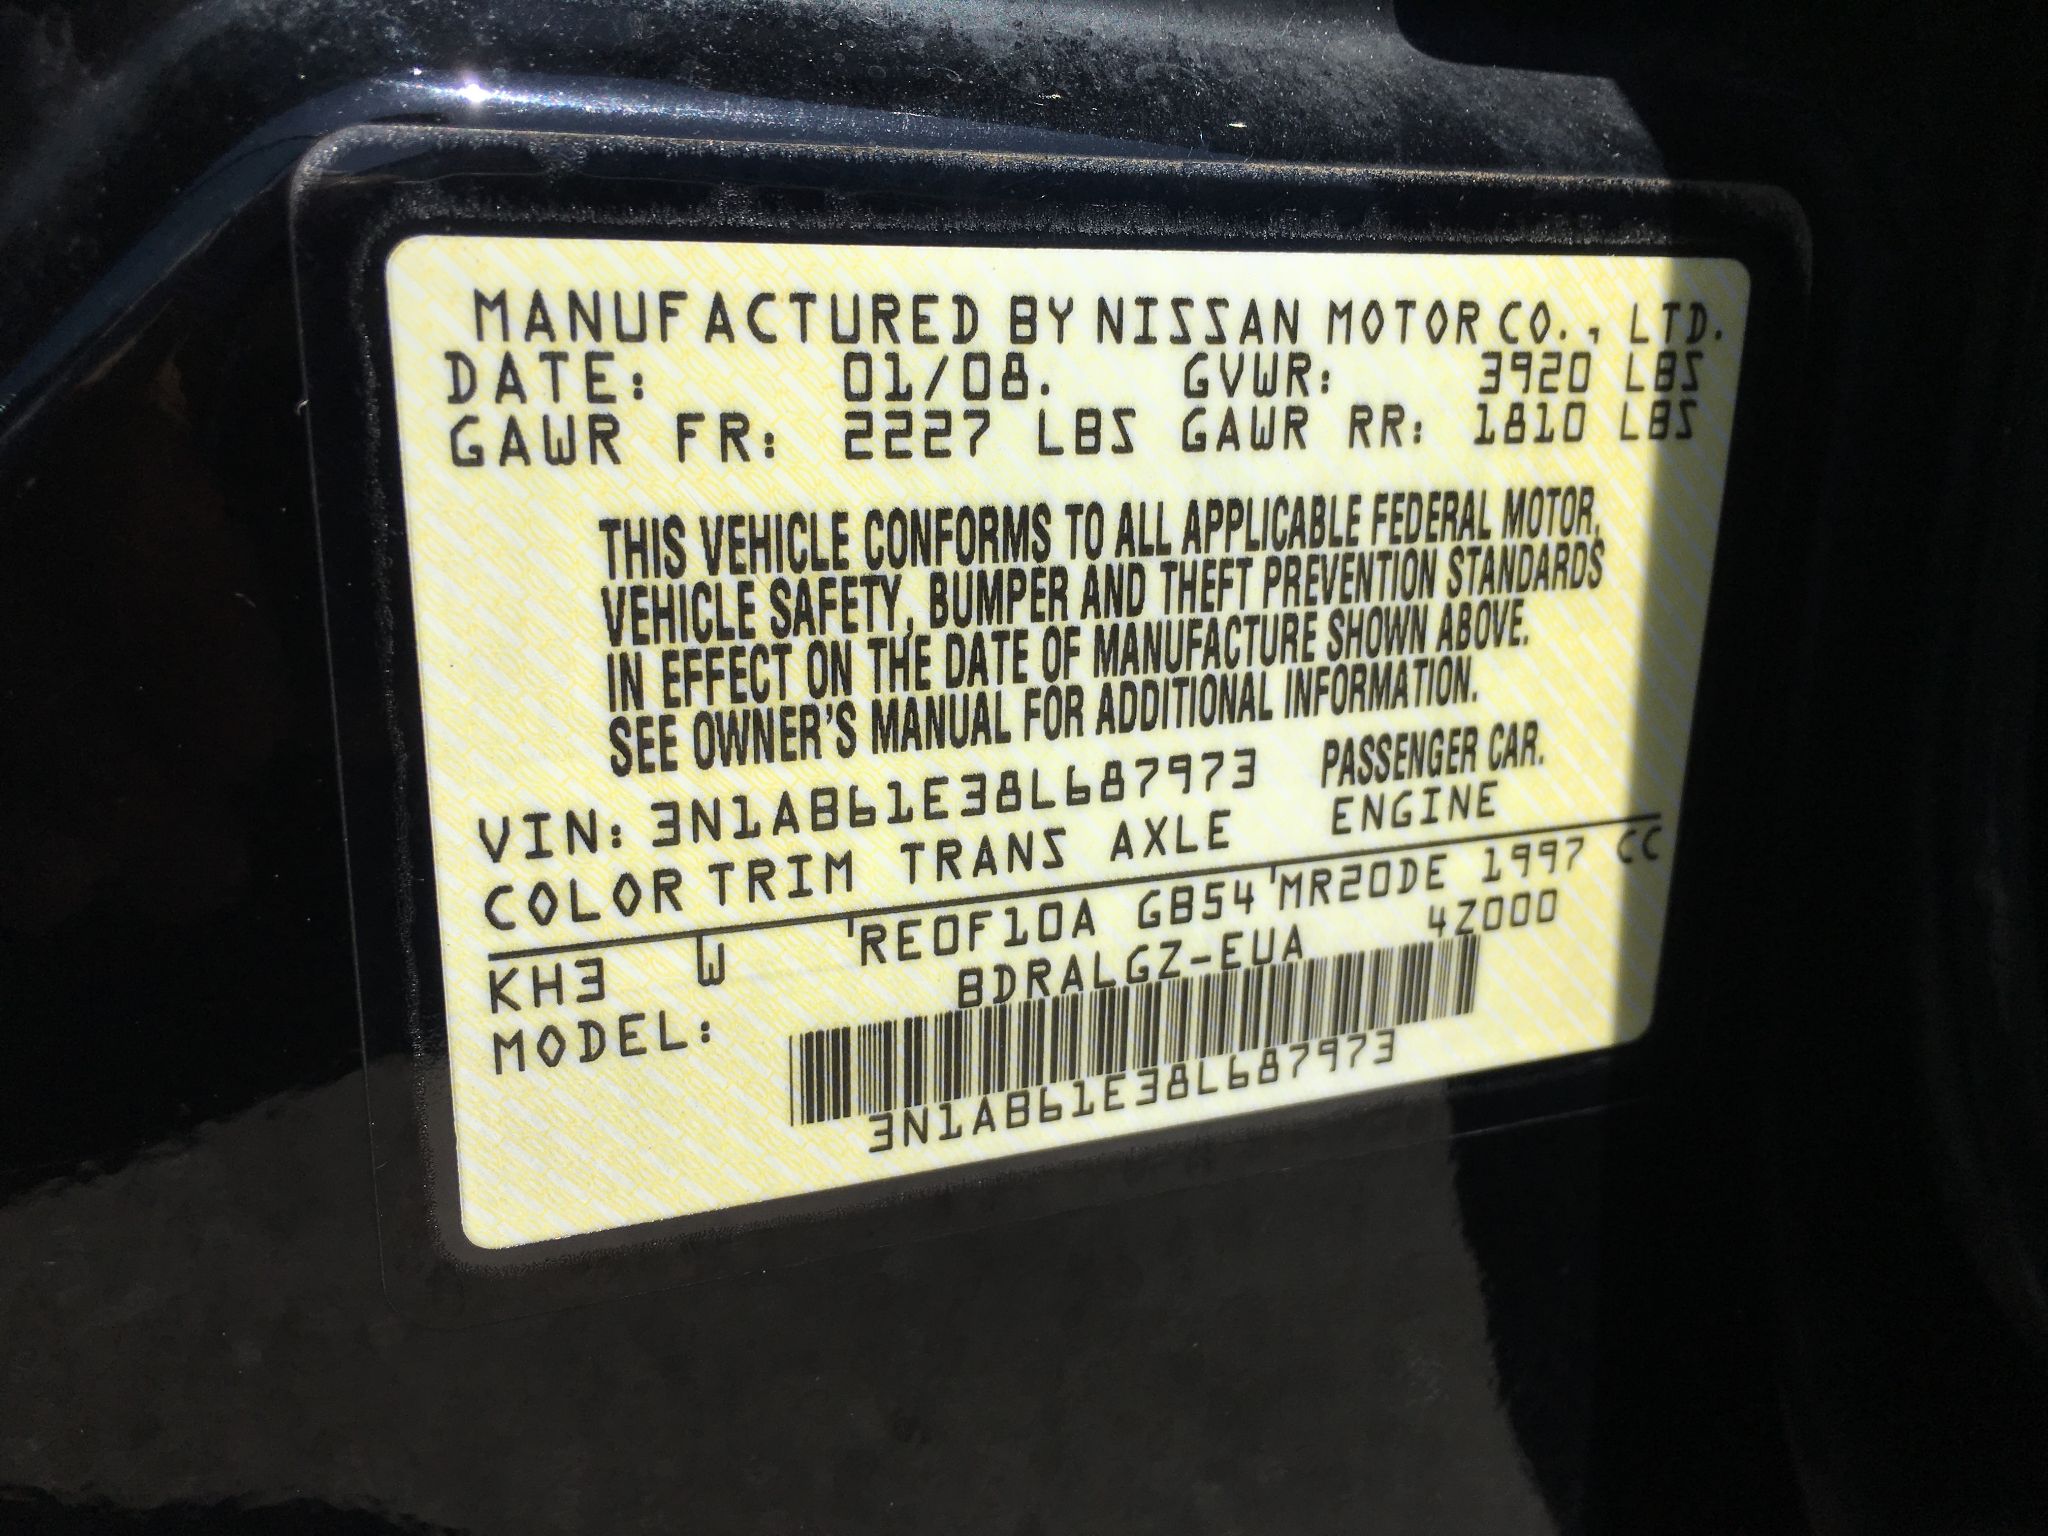 MANUFACTURED BY NISSAN MOTOR CO., LTD.
DATE: 01/08. GVWR: 3920 LBS
GAWR FR: 2227 LBS GAWR RR: 1810 LBS
THIS VEHICLE CONFORMS TO ALL APPLICABLE FEDERAL MOTOR,
VEHICLE SAFETY, BUMPER AND THEFT PREVENTION STANDARDS
IN EFFECT ON THE DATE OF MANUFACTURE SHOWN ABOVE.
SEE OWNER'S MANUAL FOR ADDITIONAL INFORMATION.
VIN: 3N1AB61E38L687973 PASSENGER CAR.
COLOR TRIM TRANS AXLE ENGINE
KH3 W RE0F10A GB54 MR20DE 1997 CC
MODEL: BDRALGZ-EUA 4Z000
3N1AB61E38L687973